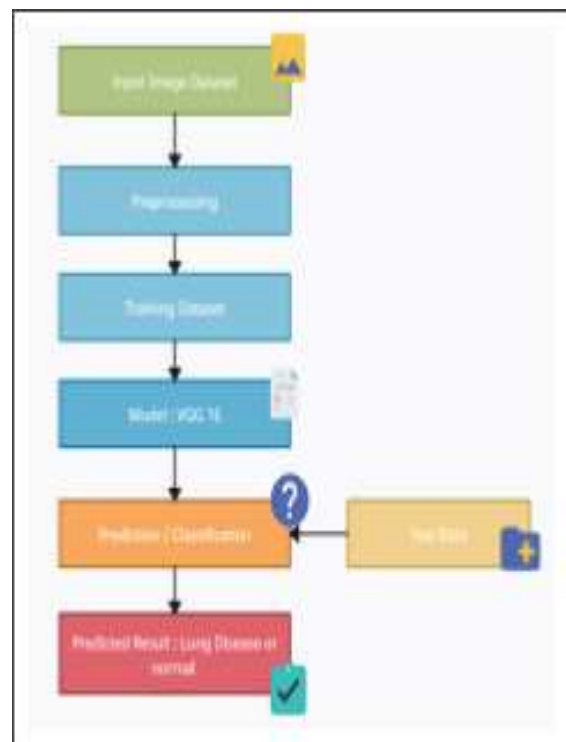 Input Image Dataset
Preprocessing
Training Dataset
Model : VGG 16
Prediction / Classification
Test Data
Predicted Result : Lung Disease or
normal